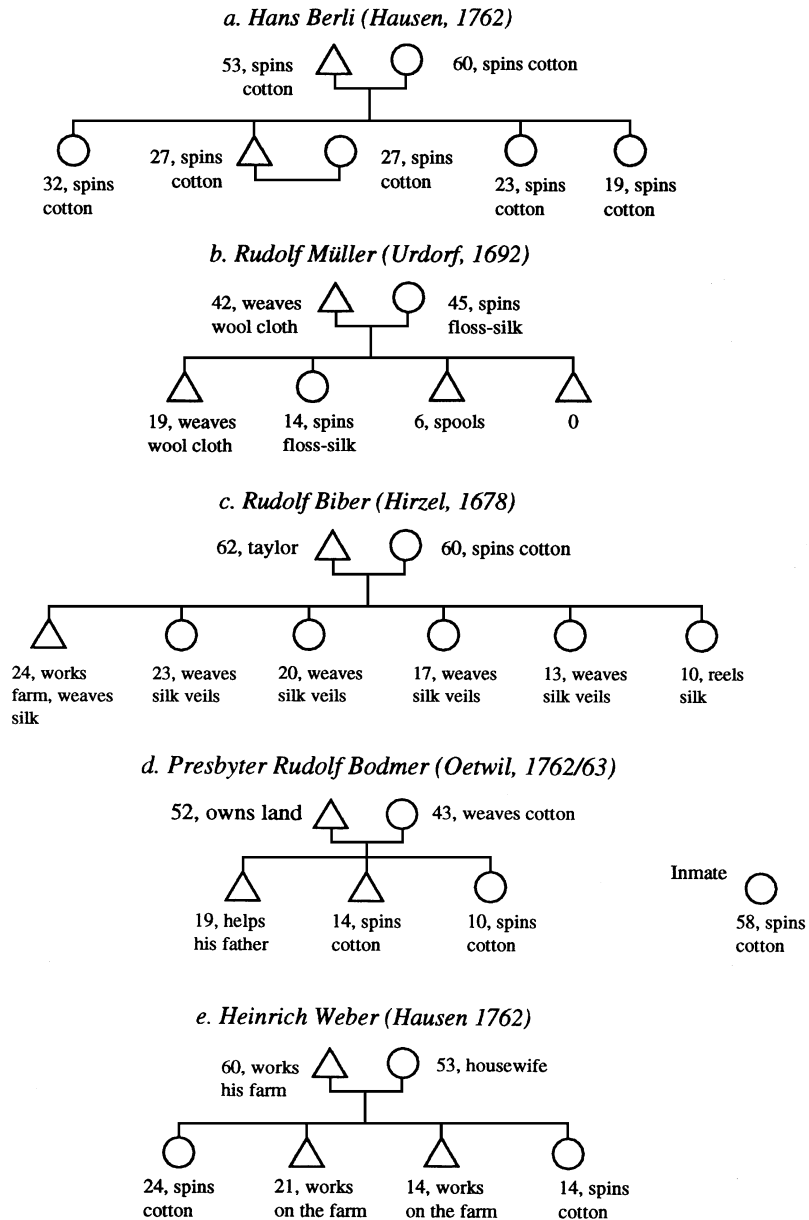 a. Hans Berli (Hausen, 1762)
53, spins
cotton
60, spins cotton
32, spins
cotton
27, spins
cotton
27, spins
cotton
23, spins
cotton
19, spins
cotton
b. Rudolf Müller (Urdorf, 1692)
42, weaves
wool cloth
45, spins
floss-silk
19, weaves
wool cloth
14, spins
floss-silk
6, spools
0
c. Rudolf Biber (Hirzel, 1678)
62, taylor
60, spins cotton
24, works
farm, weaves
silk
23, weaves
silk veils
20, weaves
silk veils
17, weaves
silk veils
13, weaves
silk veils
10, reels
silk
d. Presbyter Rudolf Bodmer (Oetwil, 1762/63)
52, owns land
43, weaves cotton
19, helps
his father
14, spins
cotton
10, spins
cotton
Inmate
58, spins
cotton
e. Heinrich Weber (Hausen 1762)
60, works
his farm
53, housewife
24, spins
cotton
21, works
on the farm
14, works
on the farm
14, spins
cotton